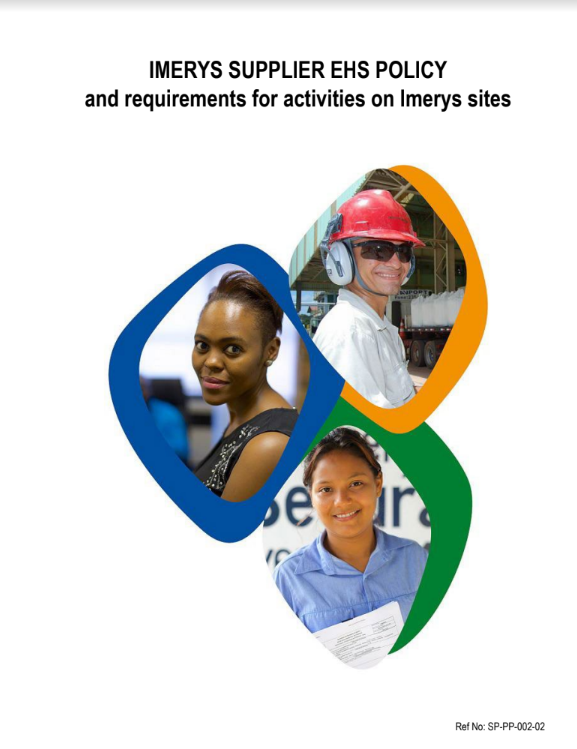 IMERYS SUPPLIER EHS POLICY
and requirements for activities on Imerys sites
Ref No: SP-PP-002-02